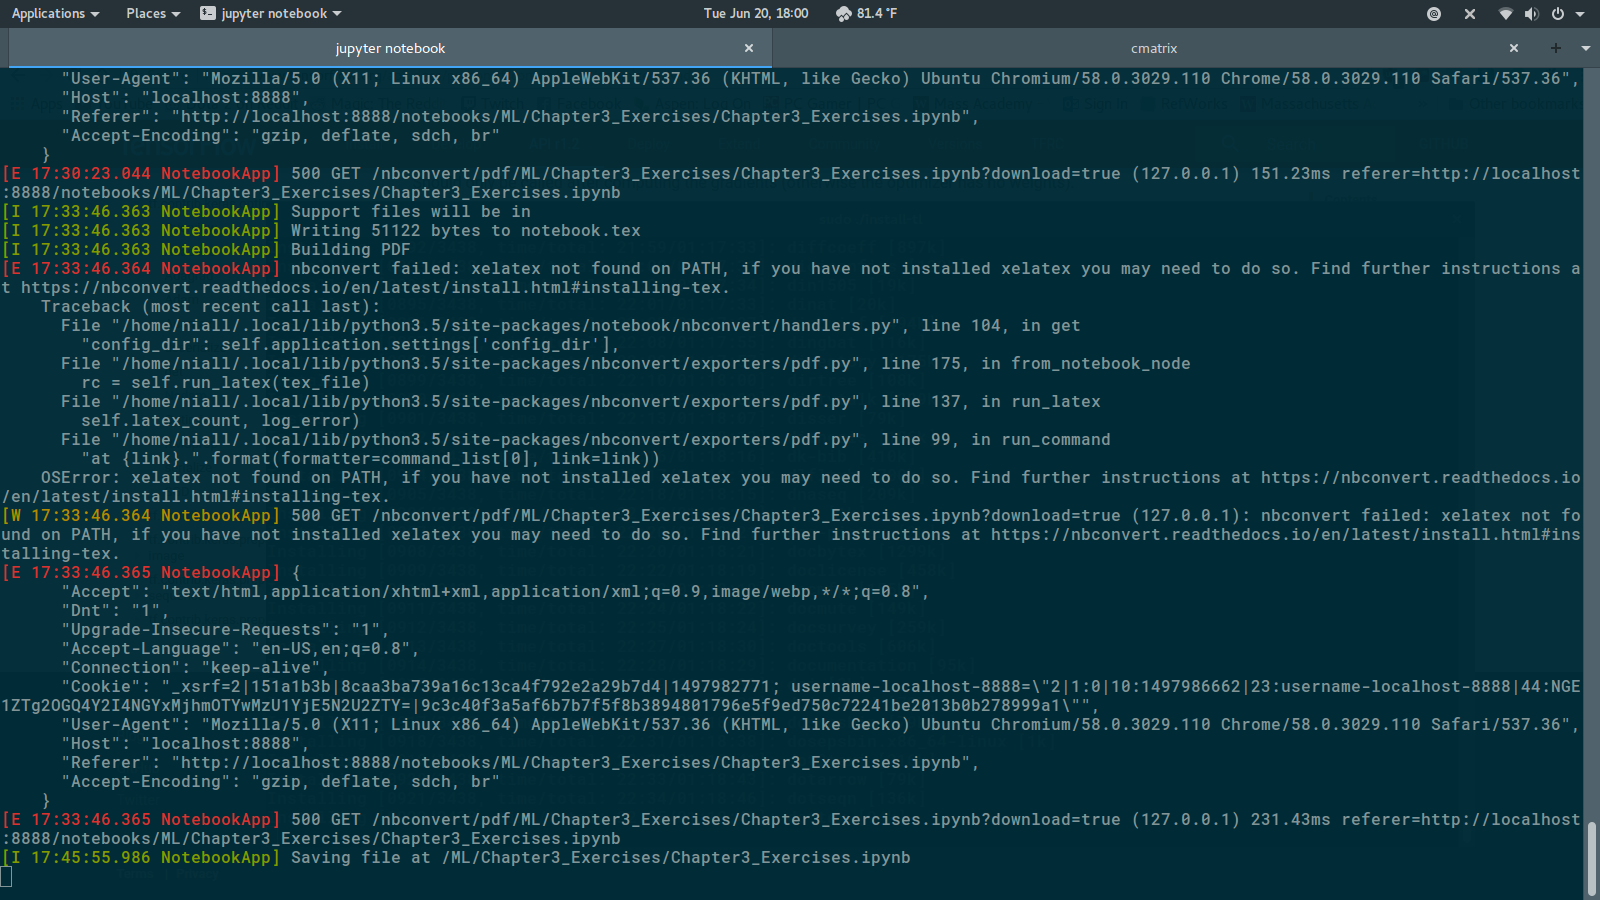 Applications Places jupyter notebook Tue Jun 20, 18:00 81.4 °F
jupyter notebook × cmatrix × +
"User-Agent": "Mozilla/5.0 (X11; Linux x86_64) AppleWebKit/537.36 (KHTML, like Gecko) Ubuntu Chromium/58.0.3029.110 Chrome/58.0.3029.110 Safari/537.36",
"Host": "localhost:8888",
"Referer": "http://localhost:8888/notebooks/ML/Chapter3_Exercises/Chapter3_Exercises.ipynb",
"Accept-Encoding": "gzip, deflate, sdch, br"
}
[E 17:30:23.044 NotebookApp] 500 GET /nbconvert/pdf/ML/Chapter3_Exercises/Chapter3_Exercises.ipynb?download=true (127.0.0.1) 151.23ms referer=http://localhost
:8888/notebooks/ML/Chapter3_Exercises/Chapter3_Exercises.ipynb
[I 17:33:46.363 NotebookApp] Support files will be in
[I 17:33:46.363 NotebookApp] Writing 51122 bytes to notebook.tex
[I 17:33:46.363 NotebookApp] Building PDF
[E 17:33:46.364 NotebookApp] nbconvert failed: xelatex not found on PATH, if you have not installed xelatex you may need to do so. Find further instructions a
t https://nbconvert.readthedocs.io/en/latest/install.html#installing-tex.
Traceback (most recent call last):
File "/home/niall/.local/lib/python3.5/site-packages/notebook/nbconvert/handlers.py", line 104, in get
"config_dir": self.application.settings['config_dir'],
File "/home/niall/.local/lib/python3.5/site-packages/nbconvert/exporters/pdf.py", line 175, in from_notebook_node
rc = self.run_latex(tex_file)
File "/home/niall/.local/lib/python3.5/site-packages/nbconvert/exporters/pdf.py", line 137, in run_latex
self.latex_count, log_error)
File "/home/niall/.local/lib/python3.5/site-packages/nbconvert/exporters/pdf.py", line 99, in run_command
"at {link}.".format(formatter=command_list[0], link=link))
OSError: xelatex not found on PATH, if you have not installed xelatex you may need to do so. Find further instructions at https://nbconvert.readthedocs.io
/en/latest/install.html#installing-tex.
[W 17:33:46.364 NotebookApp] 500 GET /nbconvert/pdf/ML/Chapter3_Exercises/Chapter3_Exercises.ipynb?download=true (127.0.0.1): nbconvert failed: xelatex not fo
und on PATH, if you have not installed xelatex you may need to do so. Find further instructions at https://nbconvert.readthedocs.io/en/latest/install.html#ins
talling-tex.
[E 17:33:46.365 NotebookApp] {
"Accept": "text/html,application/xhtml+xml,application/xml;q=0.9,image/webp,*/*;q=0.8",
"Dnt": "1",
"Upgrade-Insecure-Requests": "1",
"Accept-Language": "en-US,en;q=0.8",
"Connection": "keep-alive",
"Cookie": "_xsrf=2|151a1b3b|8caa3ba739a16c13ca4f792e2a29b7d4|1497982771; username-localhost-8888=\"2|1:0|10:1497986662|23:username-localhost-8888|44:NGE
1ZTg2OGQ4Y2I4NGYxMjhmOTYwMzU1YjE5N2U2ZTY=|9c3c40f3a5af6b7b7f5f8b3894801796e5f9ed750c72241be2013b0b278999a1\"",
"User-Agent": "Mozilla/5.0 (X11; Linux x86_64) AppleWebKit/537.36 (KHTML, like Gecko) Ubuntu Chromium/58.0.3029.110 Chrome/58.0.3029.110 Safari/537.36",
"Host": "localhost:8888",
"Referer": "http://localhost:8888/notebooks/ML/Chapter3_Exercises/Chapter3_Exercises.ipynb",
"Accept-Encoding": "gzip, deflate, sdch, br"
}
[E 17:33:46.365 NotebookApp] 500 GET /nbconvert/pdf/ML/Chapter3_Exercises/Chapter3_Exercises.ipynb?download=true (127.0.0.1) 231.43ms referer=http://localhost
:8888/notebooks/ML/Chapter3_Exercises/Chapter3_Exercises.ipynb
[I 17:45:55.986 NotebookApp] Saving file at /ML/Chapter3_Exercises/Chapter3_Exercises.ipynb